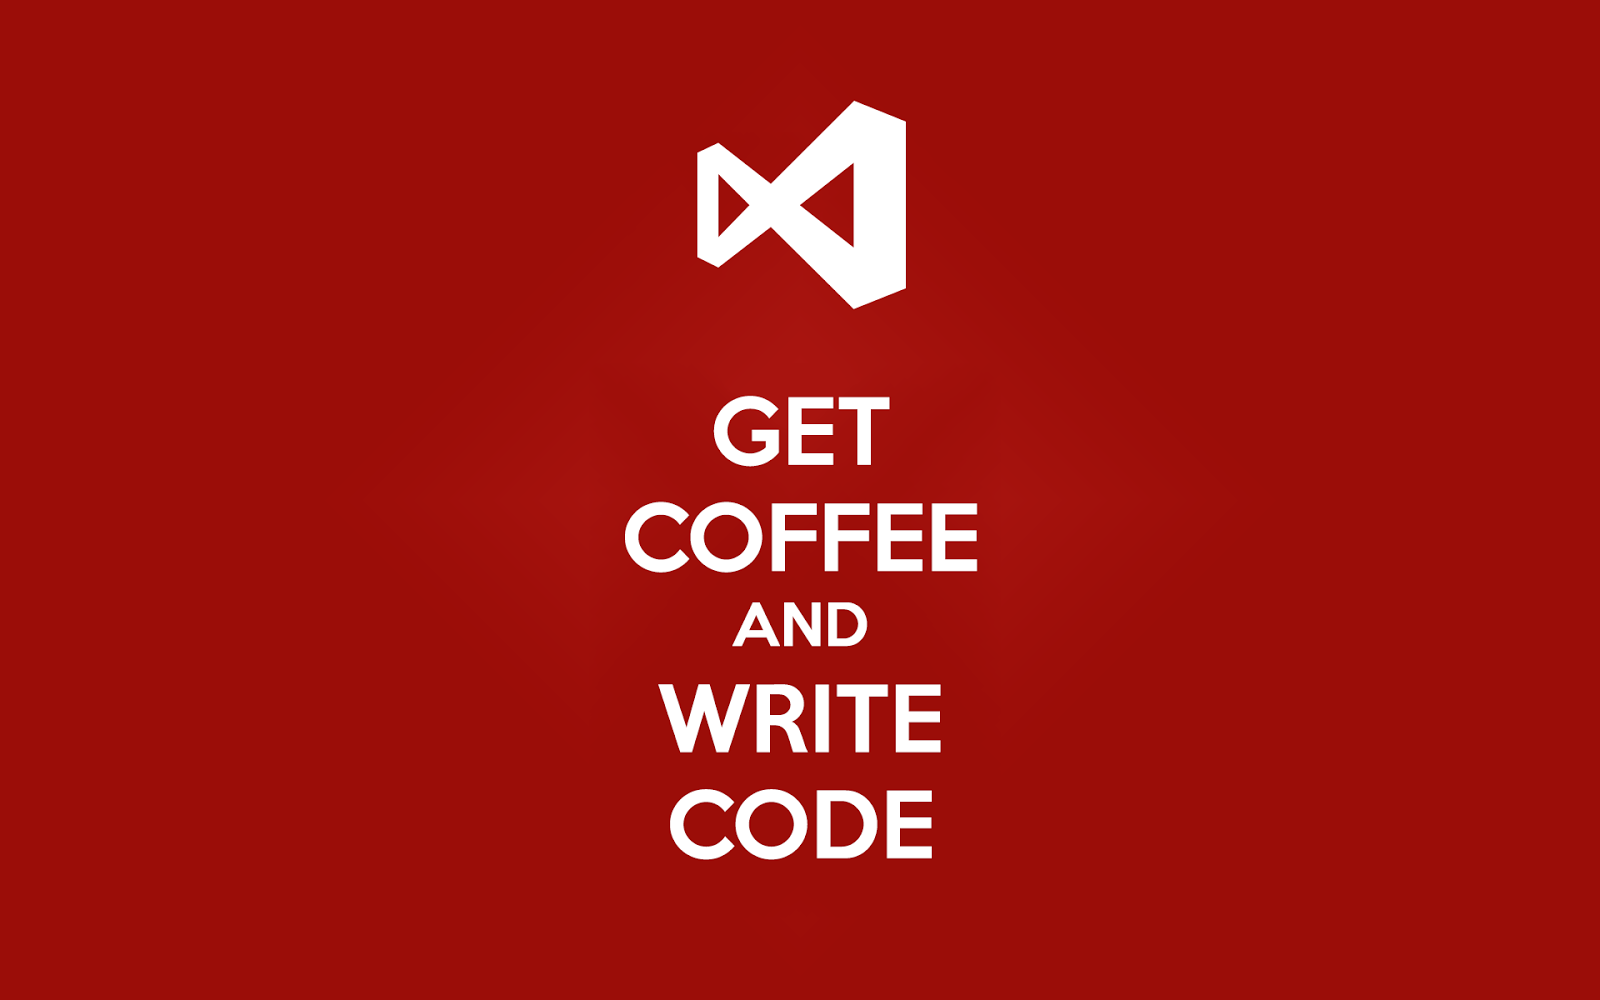 GET
COFFEE
AND
WRITE
CODE